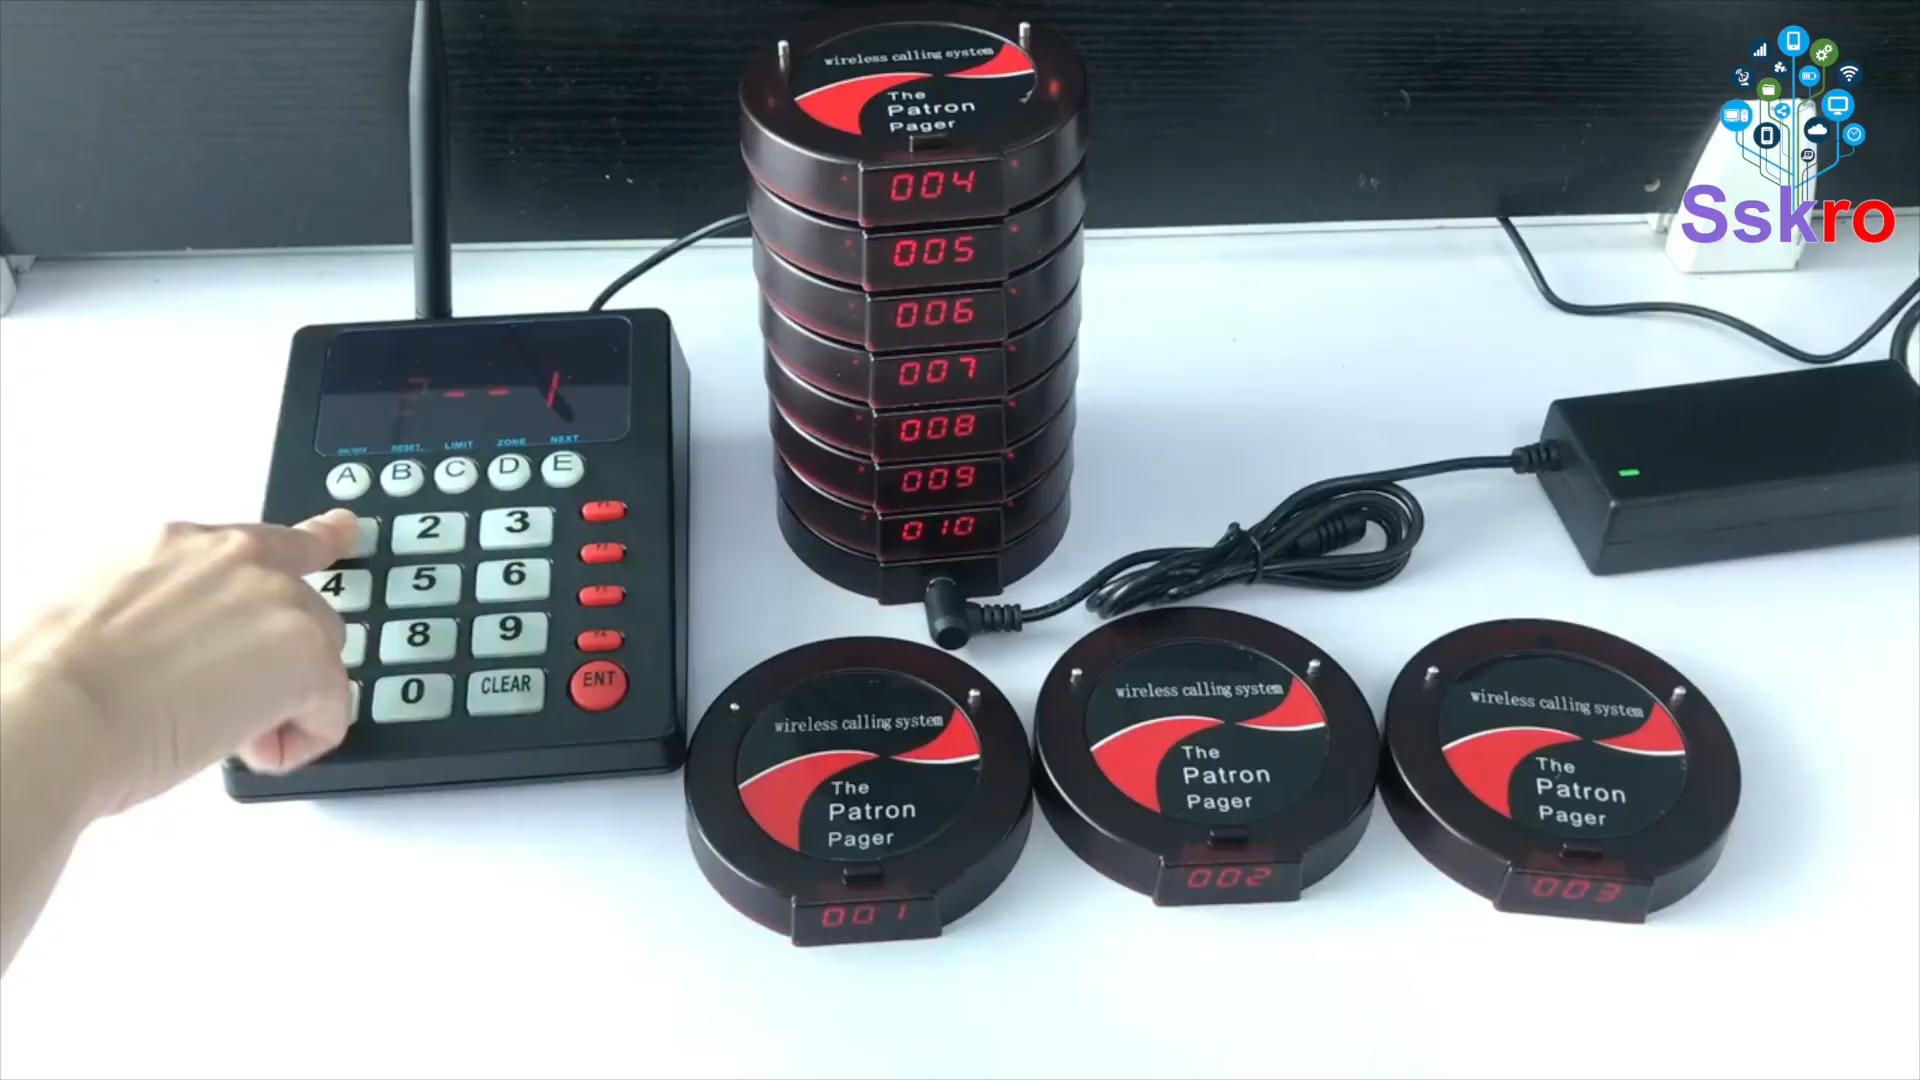 Sskro
wireless calling system
The
Patron
Pager
004
005
006
007
008
009
010
ON/OFF RESET LIMIT ZONE NEXT
A B C D E
2 3
4 5 6
8 9
0 CLEAR ENT
wireless calling system
The
Patron
Pager
001
wireless calling system
The
Patron
Pager
002
wireless calling system
The
Patron
Pager
003